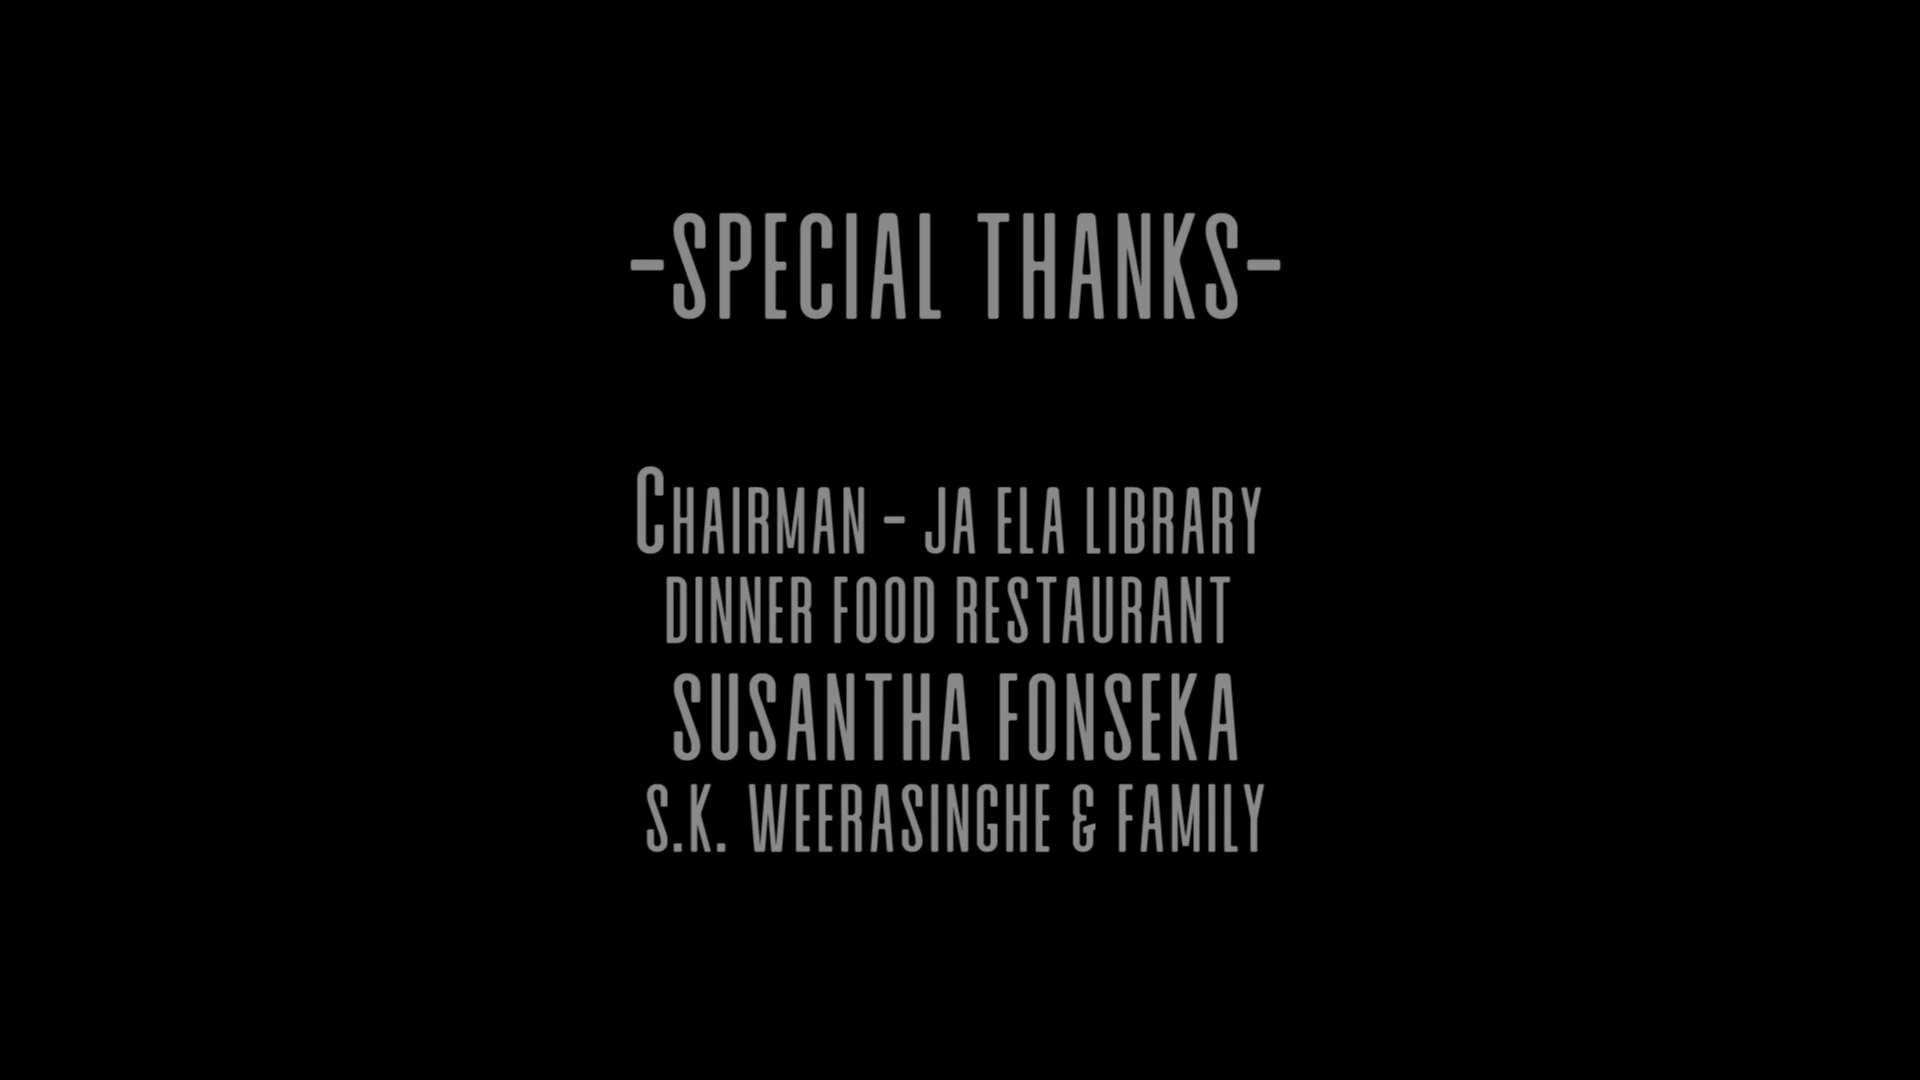 -SPECIAL THANKS-
CHAIRMAN - JA ELA LIBRARY
DINNER FOOD RESTAURANT
SUSANTHA FONSEKA
S.K. WEERASINGHE & FAMILY